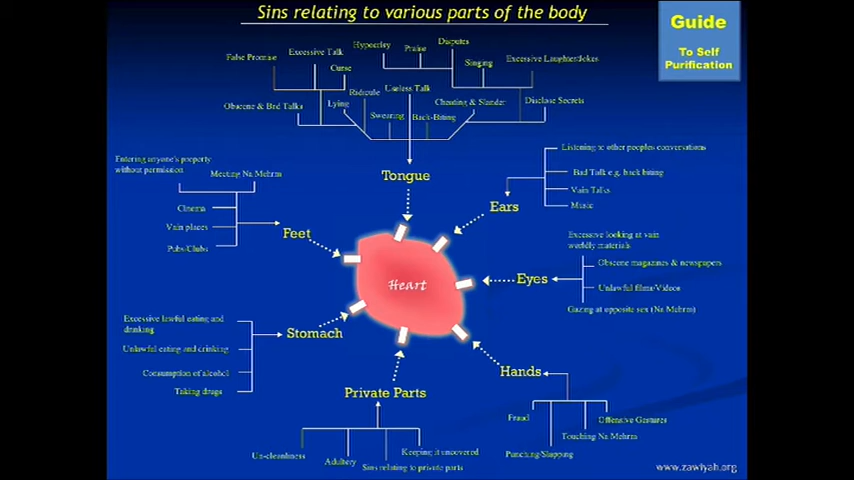 Sins relating to various parts of the body
Guide
To Self
Purification
False Promise
Excessive Talk
Curse
Hypocrisy
Praise
Disputes
Singing
Excessive Laughter/Jokes
Obscene & Bad Talks
Lying
Ridicule
Useless Talk
Swearing
Back-Biting
Cheating & Slander
Disclose Secrets
Tongue
Entering anyone's property
without permission
Meeting Na Mehrm
Cinema
Vain places
Pubs/Clubs
Feet
Listening to other peoples conversations
Bad Talk e.g. back biting
Vain Talks
Music
Ears
Excessive looking at vain
worldly materials
Obscene magazines & newspapers
Unlawful films/Videos
Gazing at opposite sex (Na Mehrm)
Eyes
Heart
Excessive lawful eating and
drinking
Unlawful eating and drinking
Consumption of alcohol
Taking drugs
Stomach
Hands
Fraud
Offensive Gestures
Touching Na Mehrm
Punching/Slapping
Private Parts
Un-cleanliness
Adultery
Sins relating to private parts
Keeping it uncovered
www.zawiyah.org